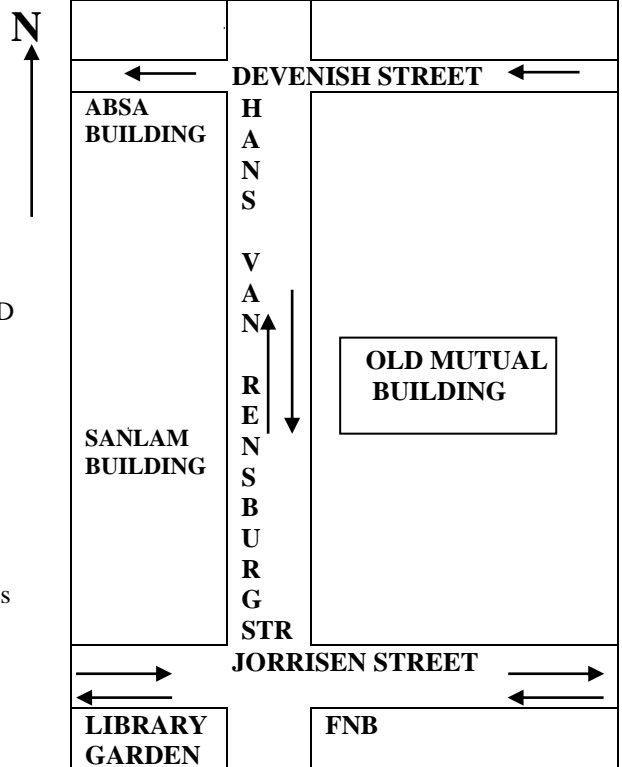 N
DEVENISH STREET
ABSA
BUILDING
H
A
N
S
V
A
N
R
E
N
S
B
U
R
G
STR
D
OLD MUTUAL
BUILDING
SANLAM
BUILDING
s
JORRISEN STREET
LIBRARY
GARDEN
FNB